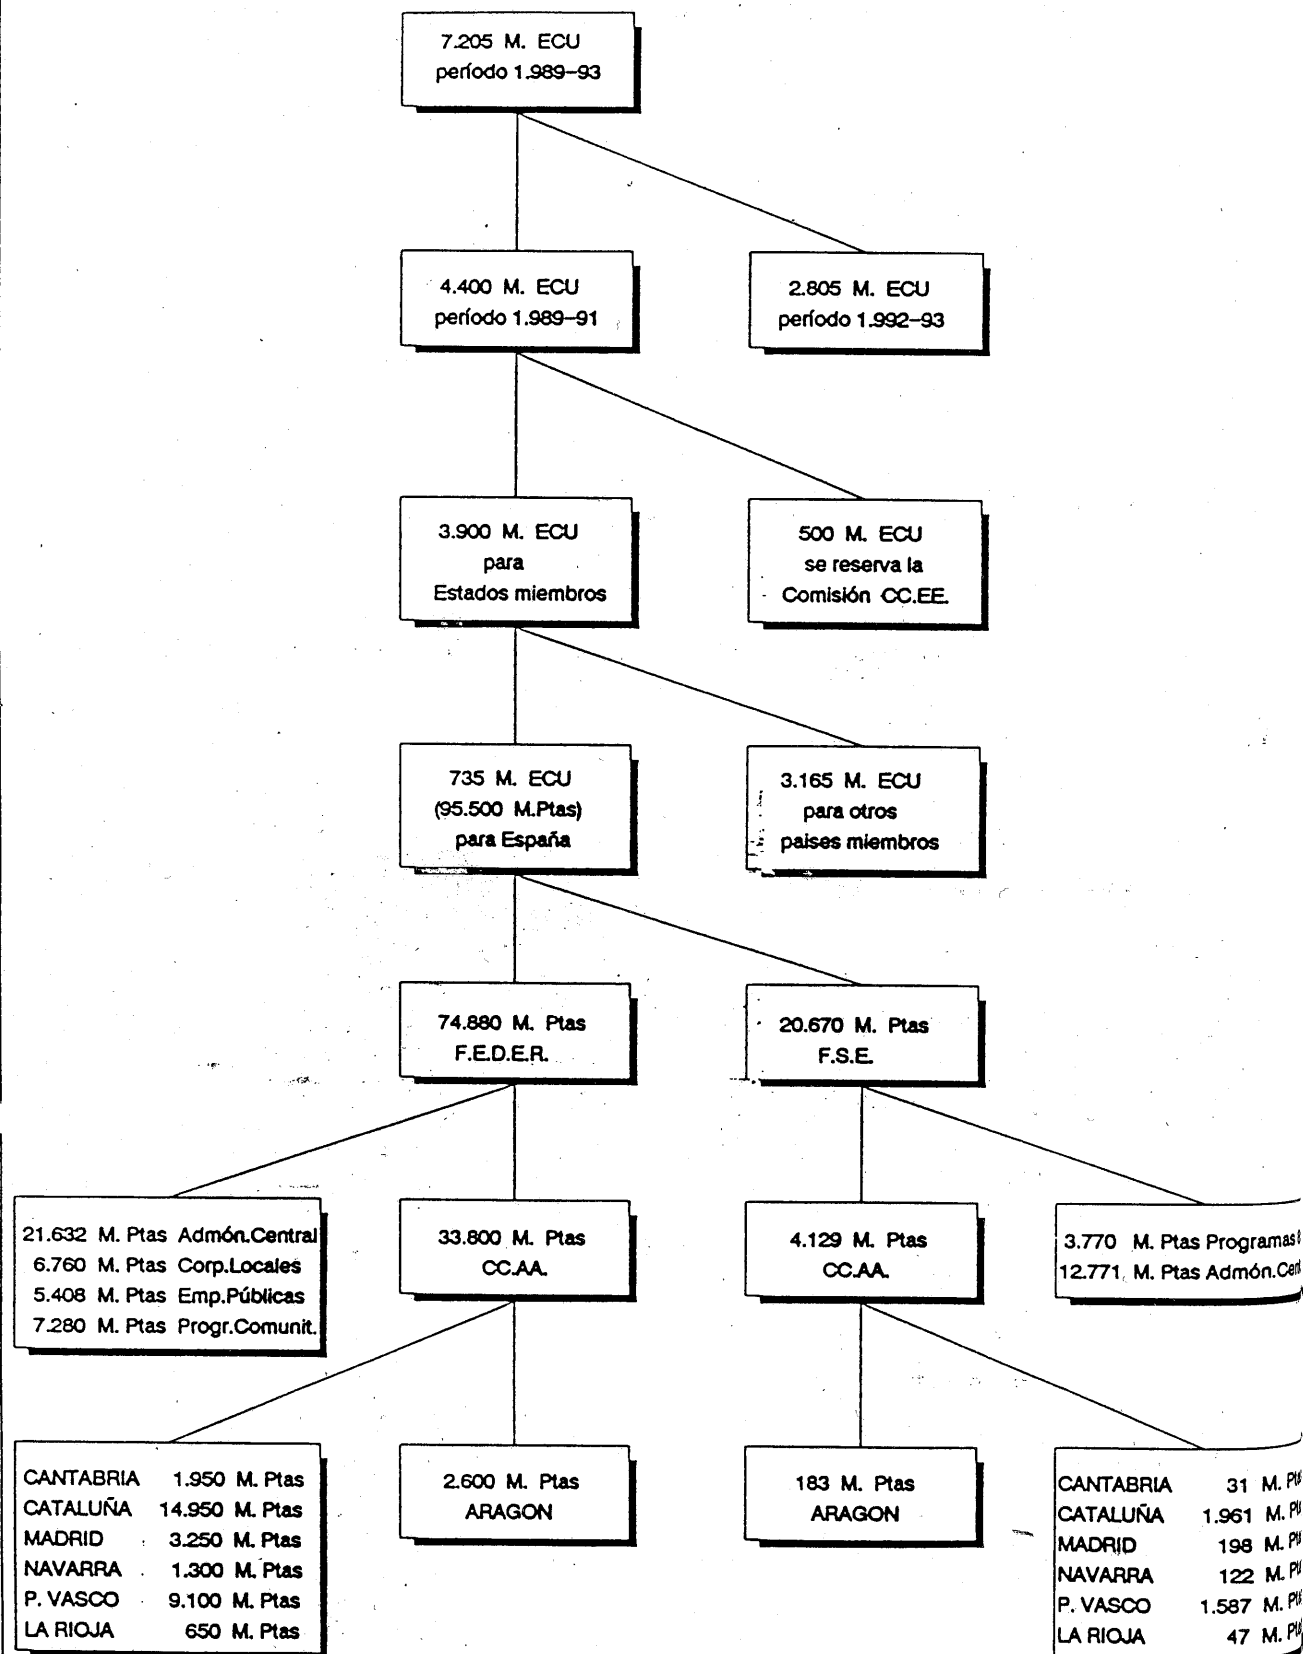 7.205 M. ECU
período 1.989-93
4.400 M. ECU
período 1.989-91
2.805 M. ECU
período 1.992-93
3.900 M. ECU
para
Estados miembros
500 M. ECU
se reserva la
Comisión CC.EE.
735 M. ECU
(95.500 M.Ptas)
para España
3.165 M. ECU
para otros
paises miembros
74.880 M. Ptas
F.E.D.E.R.
20.670 M. Ptas
F.S.E.
21.632 M. Ptas Admón.Central
6.760 M. Ptas Corp.Locales
5.408 M. Ptas Emp.Públicas
7.280 M. Ptas Progr.Comunit.
33.800 M. Ptas
CC.AA.
4.129 M. Ptas
CC.AA.
3.770 M. Ptas Programas
12.771 M. Ptas Admón.Cent
CANTABRIA 1.950 M. Ptas
CATALUÑA 14.950 M. Ptas
MADRID 3.250 M. Ptas
NAVARRA 1.300 M. Ptas
P. VASCO 9.100 M. Ptas
LA RIOJA 650 M. Ptas
2.600 M. Ptas
ARAGON
183 M. Ptas
ARAGON
CANTABRIA 31 M.
CATALUÑA 1.961 M.
MADRID 198 M.
NAVARRA 122 M.
P. VASCO 1.587 M.
LA RIOJA 47 M.